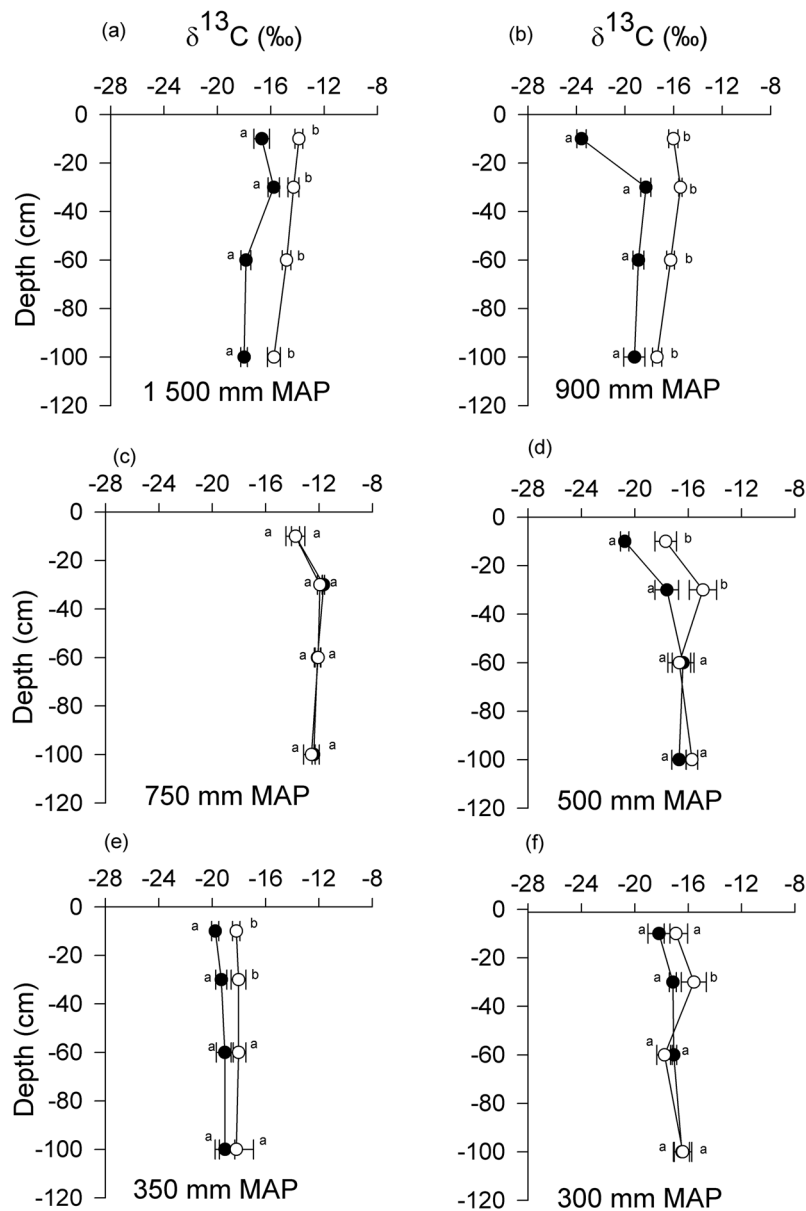 (a) δ13C (‰)
-28 -24 -20 -16 -12 -8
0
-20
-40
-60
-80
-100
-120
Depth (cm)
a b
a b
a b
a b
1 500 mm MAP
(b) δ13C (‰)
-28 -24 -20 -16 -12 -8
0
-20
-40
-60
-80
-100
-120
a b
a b
a b
a b
900 mm MAP
(c)
-28 -24 -20 -16 -12 -8
0
-20
-40
-60
-80
-100
-120
Depth (cm)
a a
a a
a a
a a
750 mm MAP
(d)
-28 -24 -20 -16 -12 -8
0
-20
-40
-60
-80
-100
-120
a b
a b
a a
a a
500 mm MAP
(e)
-28 -24 -20 -16 -12 -8
0
-20
-40
-60
-80
-100
-120
Depth (cm)
a b
a b
a a
a a
350 mm MAP
(f)
-28 -24 -20 -16 -12 -8
0
-20
-40
-60
-80
-100
-120
a a
a b
a a
a a
300 mm MAP